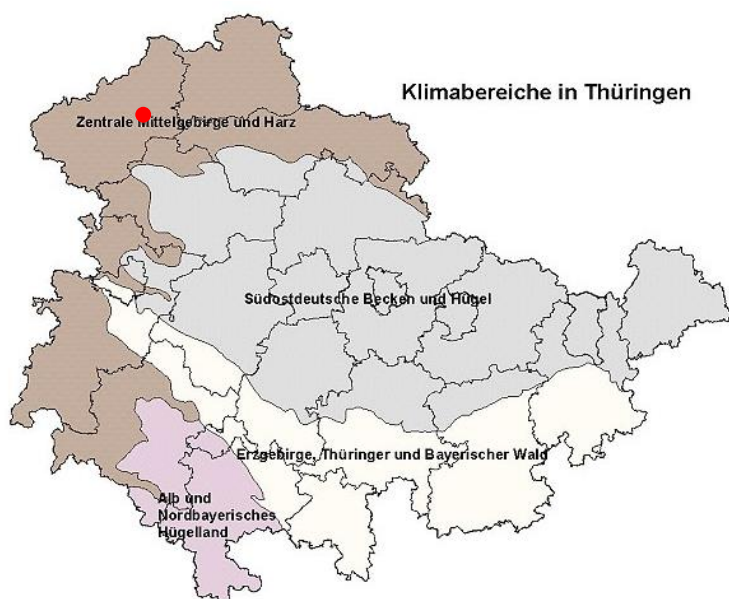 Klimabereiche in Thüringen
Zentrale Mittelgebirge und Harz
Südostdeutsche Becken und Hügel
Erzgebirge, Thüringer und Bayerischer Wald
Alb und
Nordbayerisches
Hügelland